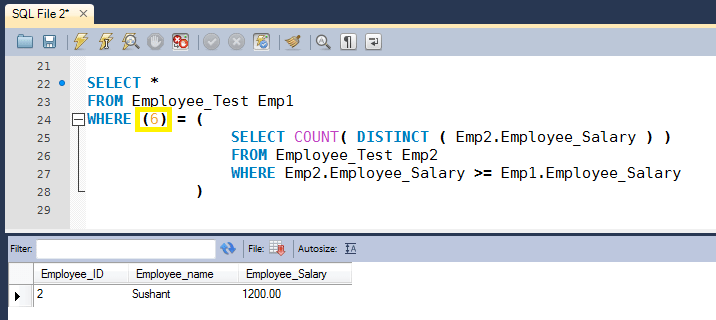 SQL File 2*
21
22 SELECT *
23 FROM Employee_Test Emp1
24 WHERE (6) = (
25 SELECT COUNT( DISTINCT ( Emp2.Employee_Salary ) )
26 FROM Employee_Test Emp2
27 WHERE Emp2.Employee_Salary >= Emp1.Employee_Salary
28 )
29
Filter: File: Autosize:
Employee_ID Employee_name Employee_Salary
2 Sushant 1200.00